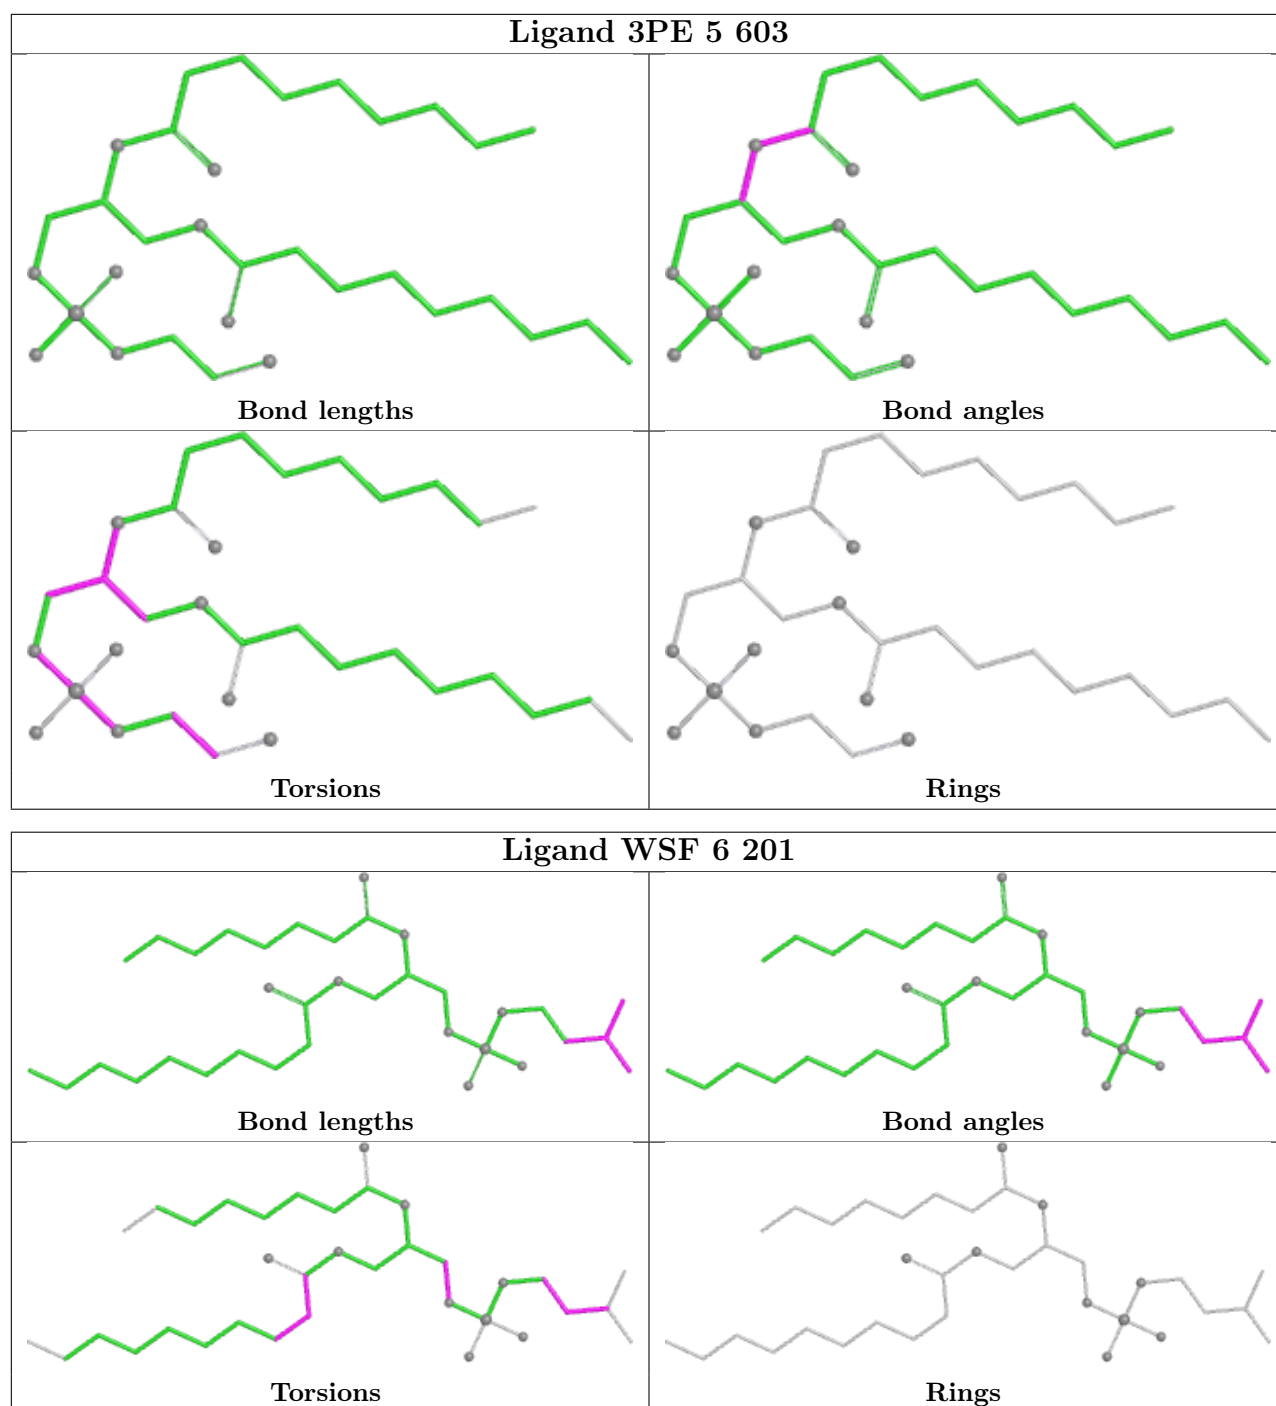 Ligand 3PE 5 603
Bond lengths
Bond angles
Torsions
Rings
Ligand WSF 6 201
Bond lengths
Bond angles
Torsions
Rings